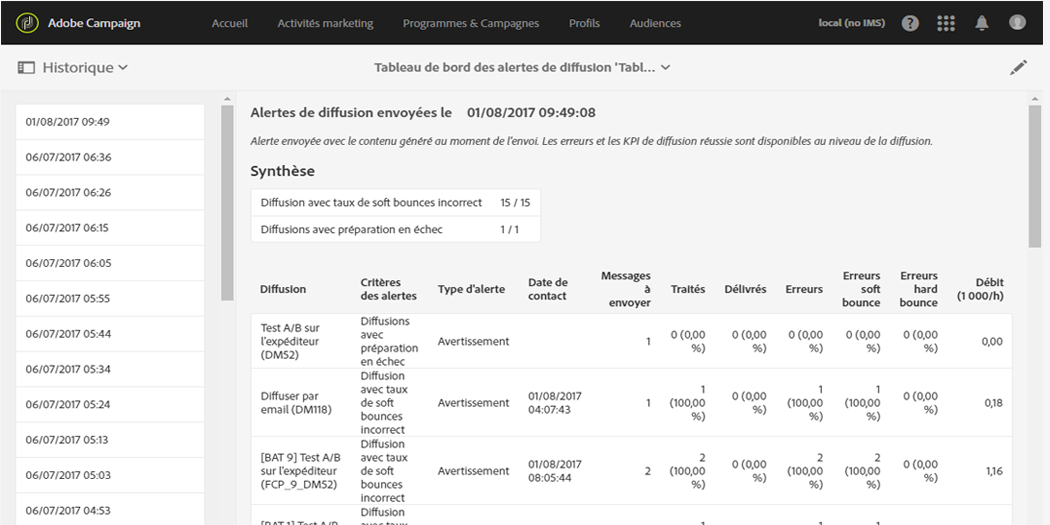 Adobe Campaign Accueil Activités marketing Programmes & Campagnes Profils Audiences local (no IMS)
Historique Tableau de bord des alertes de diffusion 'Tabl...
01/08/2017 09:49
06/07/2017 06:36
06/07/2017 06:26
06/07/2017 06:15
06/07/2017 06:05
06/07/2017 05:55
06/07/2017 05:44
06/07/2017 05:34
06/07/2017 05:24
06/07/2017 05:13
06/07/2017 05:03
06/07/2017 04:53
Alertes de diffusion envoyées le 01/08/2017 09:49:08
Alerte envoyée avec le contenu généré au moment de l'envoi. Les erreurs et les KPI de diffusion réussie sont disponibles au niveau de la diffusion.
Synthèse
Diffusion avec taux de soft bounces incorrect 15 / 15
Diffusions avec préparation en échec 1 / 1
Diffusion
Critères
des alertes
Type d'alerte
Date de
contact
Messages
à
envoyer
Traités
Délivrés
Erreurs
Erreurs
soft
bounce
Erreurs
hard
bounce
Débit
(1 000/h)
Test A/B sur
l'expéditeur
(DM52)
Diffusions
avec
préparation
en échec
Avertissement
1
0 (0,00
%)
0 (0,00
%)
0 (0,00
%)
0 (0,00
%)
0 (0,00
%)
0,00
Diffuser par
email (DM118)
Diffusion
avec taux
de soft
bounces
incorrect
Avertissement
01/08/2017
04:07:43
1
1
(100,00
%)
0 (0,00
%)
1
(100,00
%)
1
(100,00
%)
0 (0,00
%)
0,18
[BAT 9] Test A/B
sur l'expéditeur
(FCP_9_DM52)
Diffusion
avec taux
de soft
bounces
incorrect
Avertissement
01/08/2017
08:05:44
2
2
(100,00
%)
0 (0,00
%)
2
(100,00
%)
2
(100,00
%)
0 (0,00
%)
1,16
[BAT 1] Test A/B
Diffusion
avec taux
1
1
1